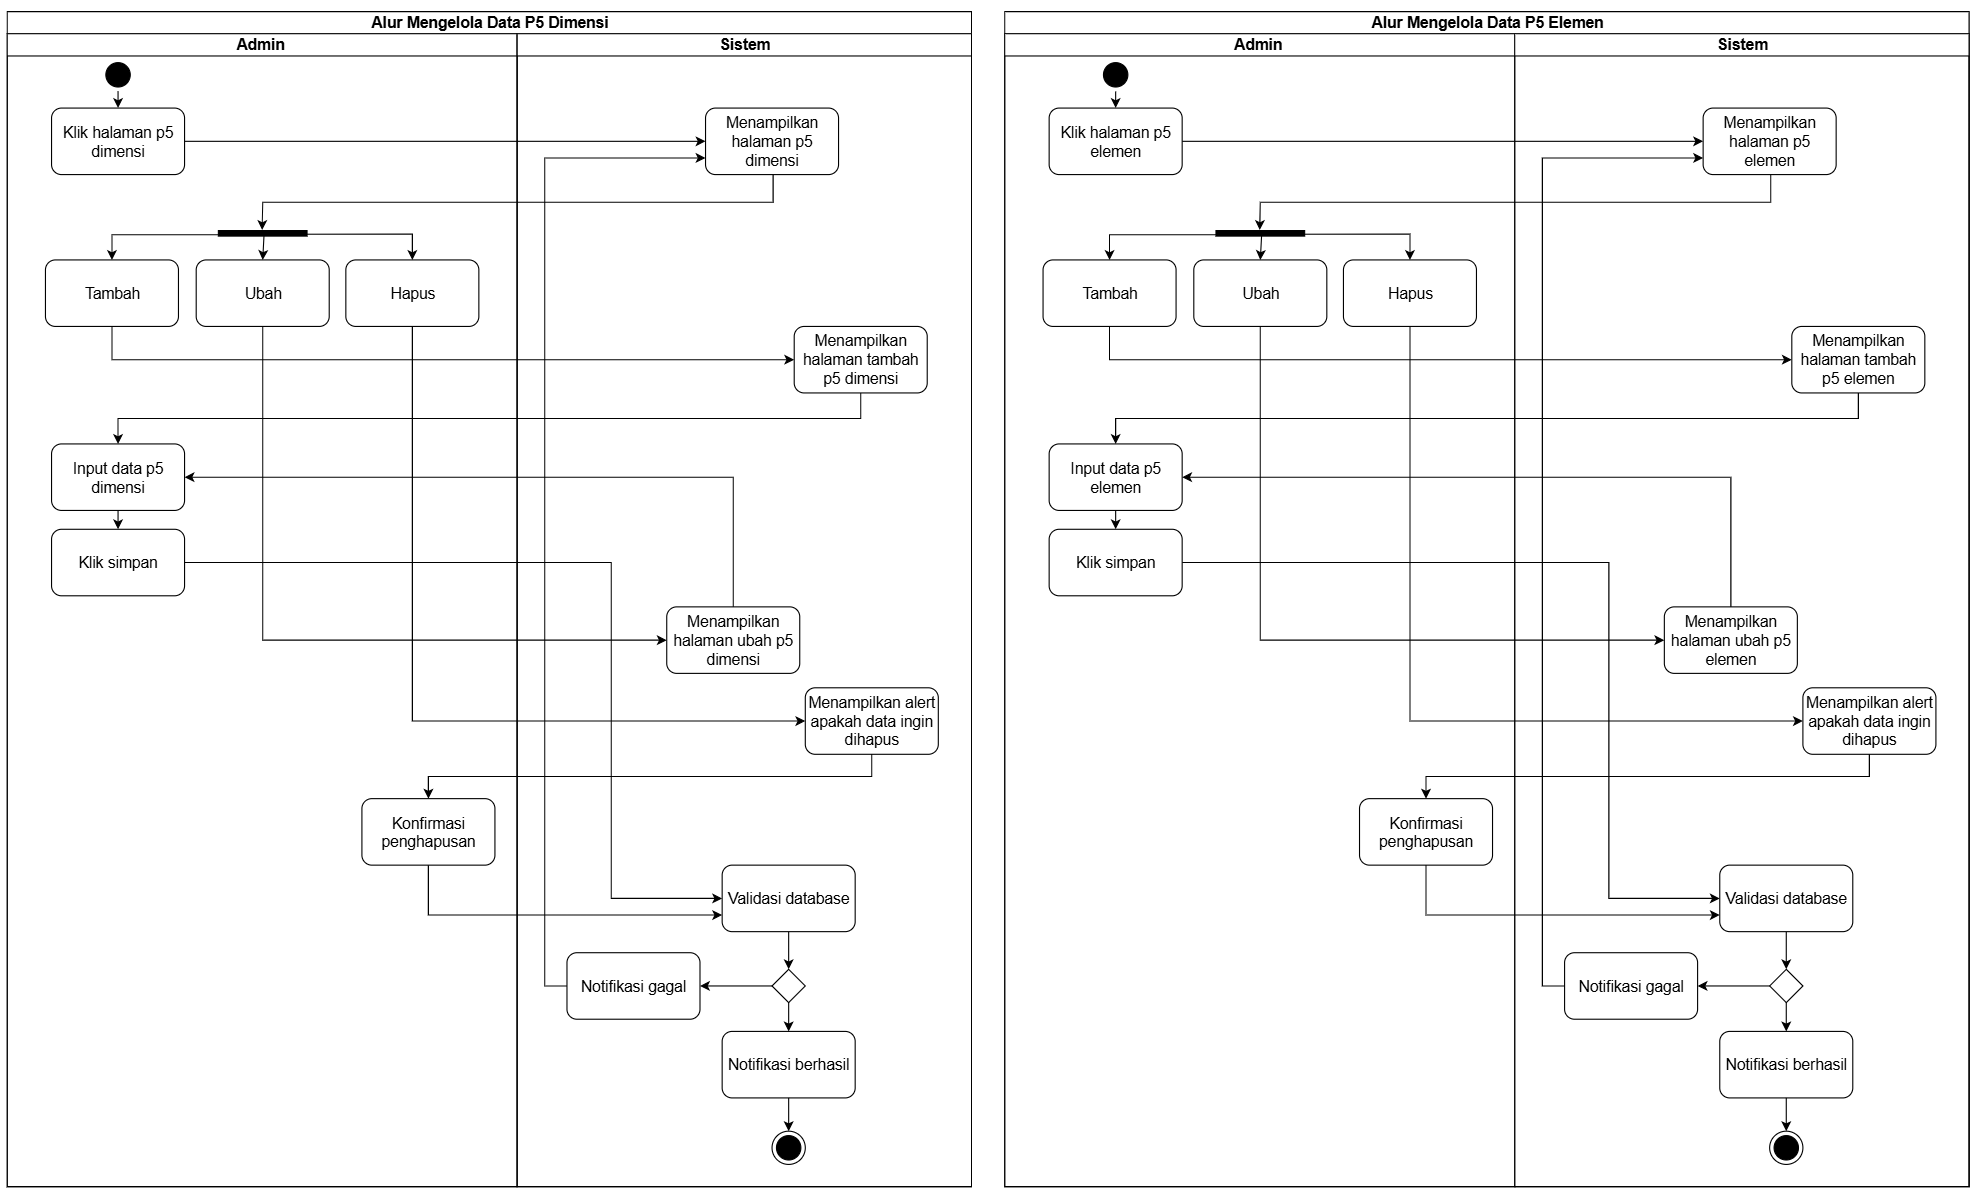 Alur Mengelola Data P5 Dimensi
Admin
Sistem
Klik halaman p5
dimensi
Menampilkan
halaman p5
dimensi
Tambah
Ubah
Hapus
Menampilkan
halaman tambah
p5 dimensi
Input data p5
dimensi
Klik simpan
Menampilkan
halaman ubah p5
dimensi
Menampilkan alert
apakah data ingin
dihapus
Konfirmasi
penghapusan
Validasi database
Notifikasi gagal
Notifikasi berhasil
Alur Mengelola Data P5 Elemen
Admin
Sistem
Klik halaman p5
elemen
Menampilkan
halaman p5
elemen
Tambah
Ubah
Hapus
Menampilkan
halaman tambah
p5 elemen
Input data p5
elemen
Klik simpan
Menampilkan
halaman ubah p5
elemen
Menampilkan alert
apakah data ingin
dihapus
Konfirmasi
penghapusan
Validasi database
Notifikasi gagal
Notifikasi berhasil